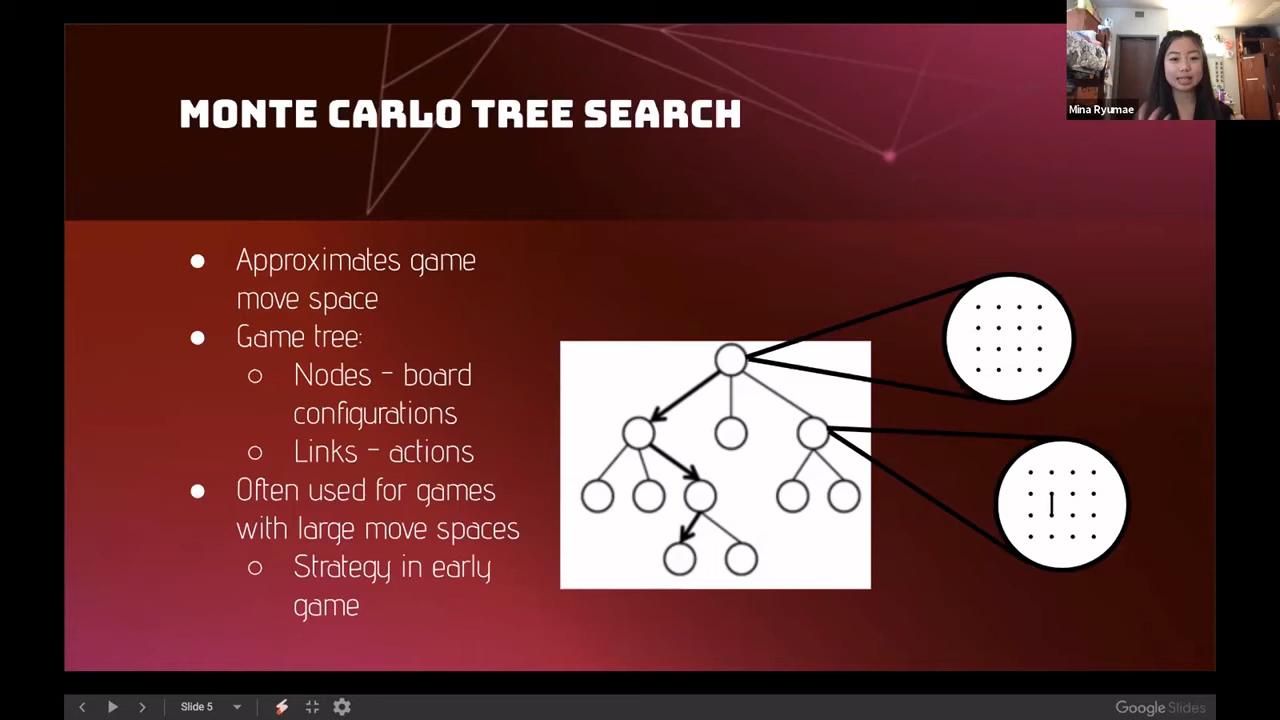 MONTE CARLO TREE SEARCH
Mina Ryumae
Approximates game
move space
Game tree:
Nodes - board
configurations
Links - actions
Often used for games
with large move spaces
Strategy in early
game
Slide 5
Google Slides